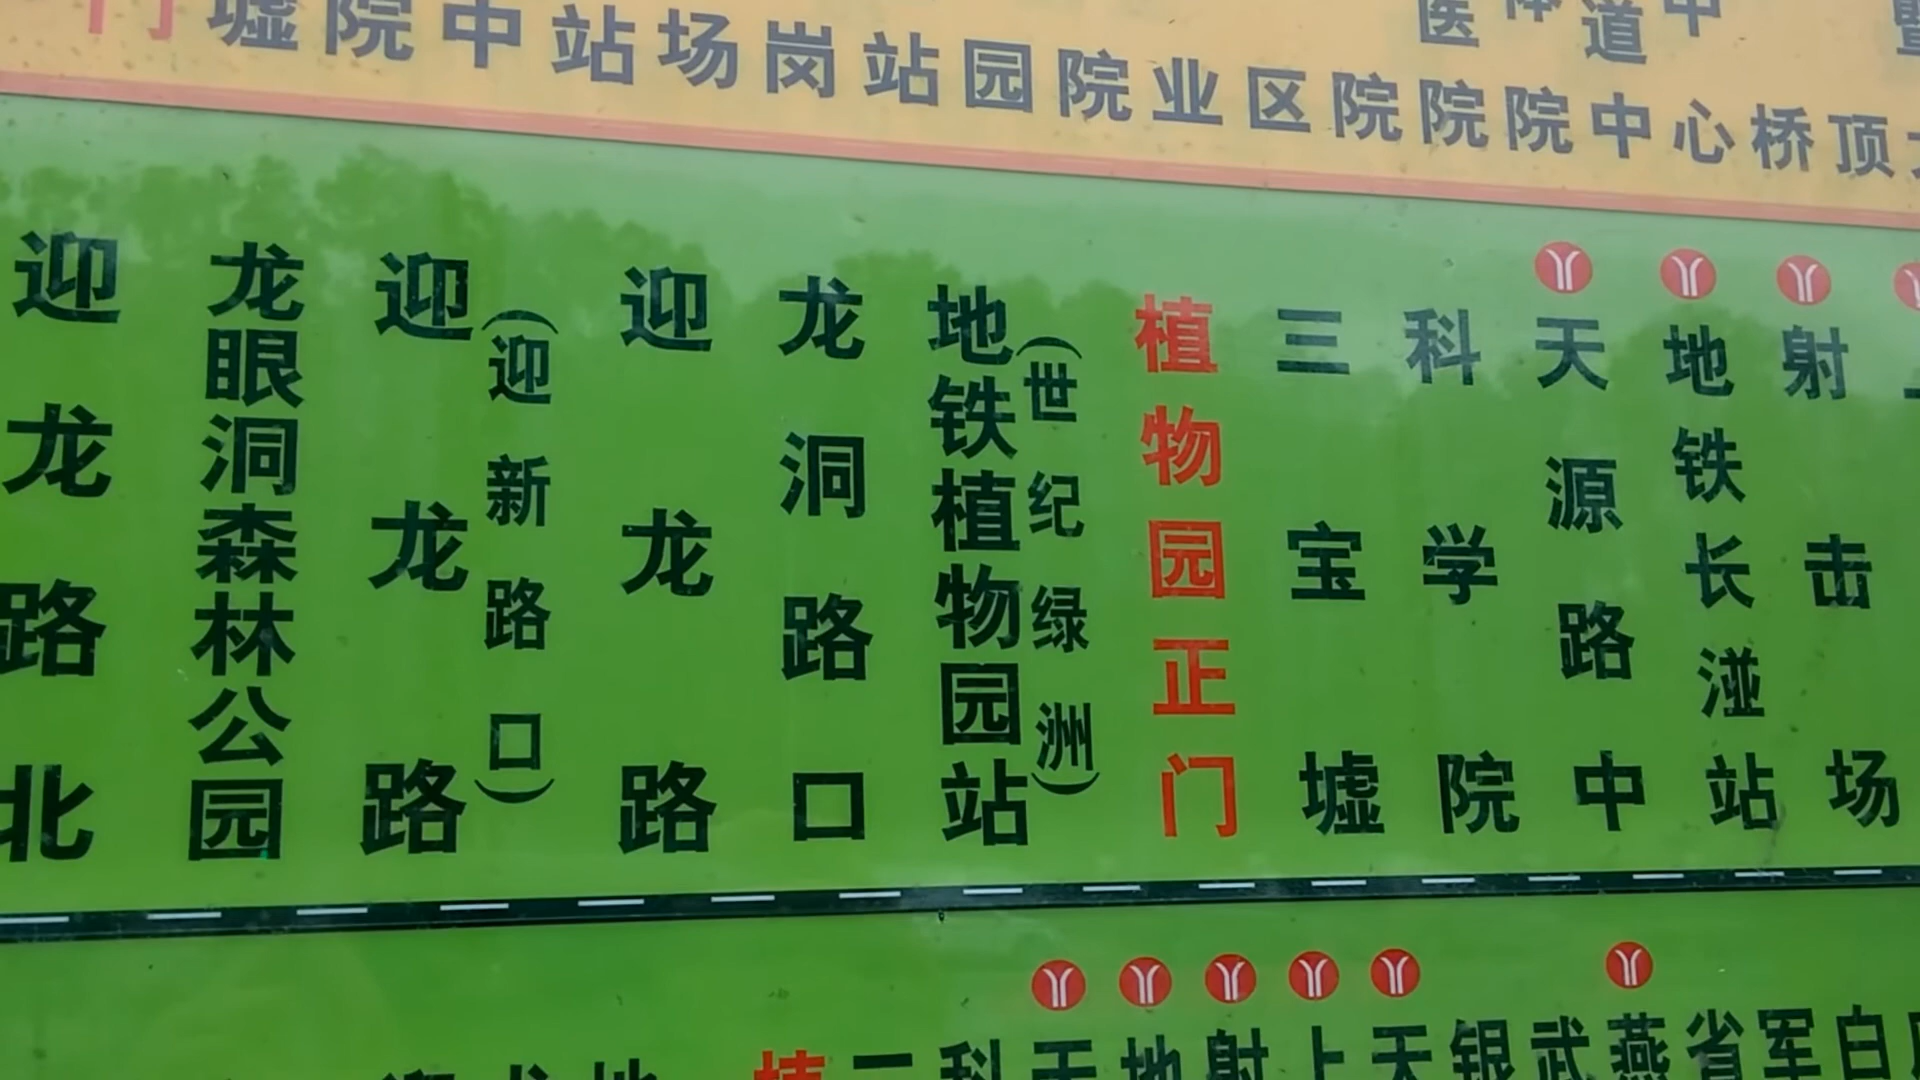 门墟院中站场岗站园院业区院院院中心桥顶
医体道中
迎龙路北
龙眼洞森林公园
迎龙路
(迎新路口)
迎龙路
龙洞路口
地铁植物园站
(世纪绿洲)
植物园正门
三宝墟
科学院
天源路中
地铁长湴站
射击场
植三科天地射上天银武燕省军白